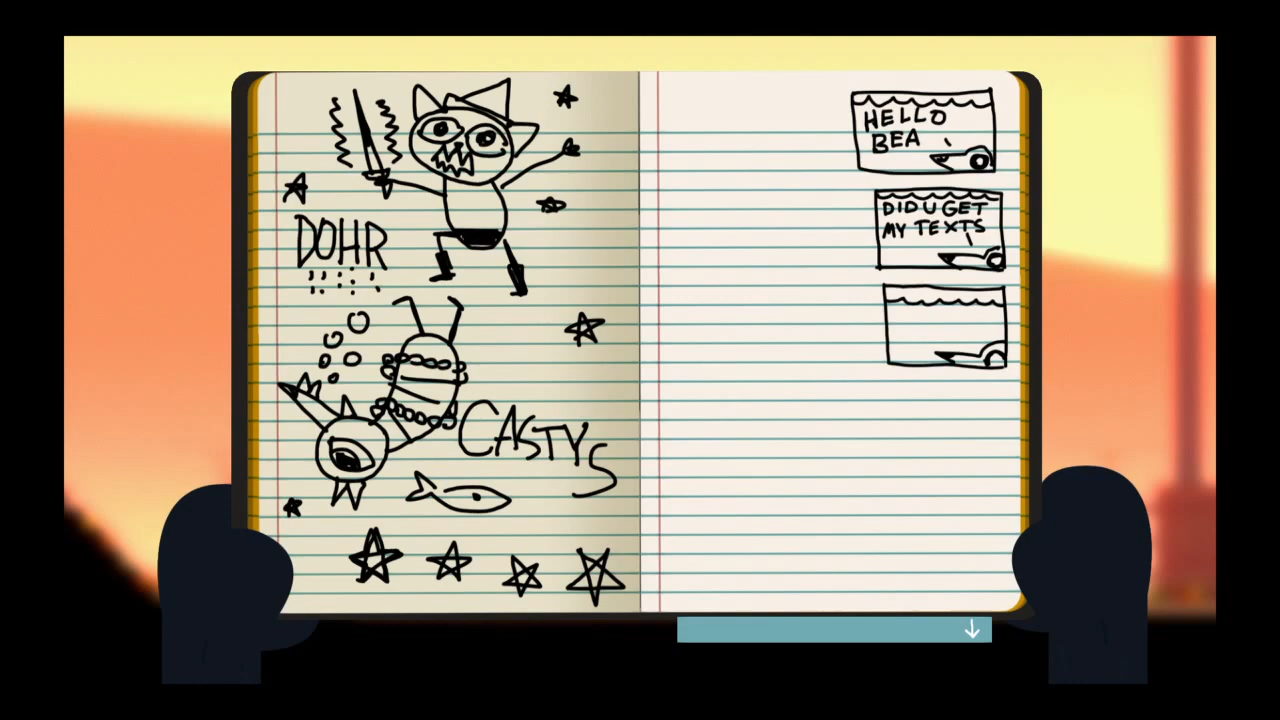 DOHR
CASTYS
HELLO
BEA
DID U GET
MY TEXTS